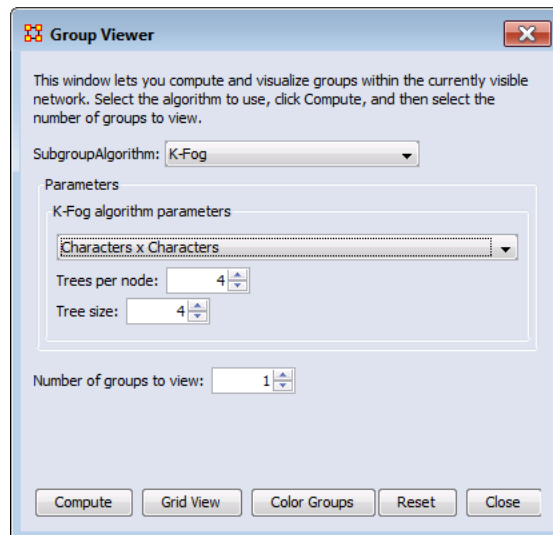 Group Viewer
This window lets you compute and visualize groups within the currently visible
network. Select the algorithm to use, click Compute, and then select the
number of groups to view.
SubgroupAlgorithm: K-Fog
Parameters
K-Fog algorithm parameters
Characters x Characters
Trees per node: 4
Tree size: 4
Number of groups to view: 1
Compute Grid View Color Groups Reset Close